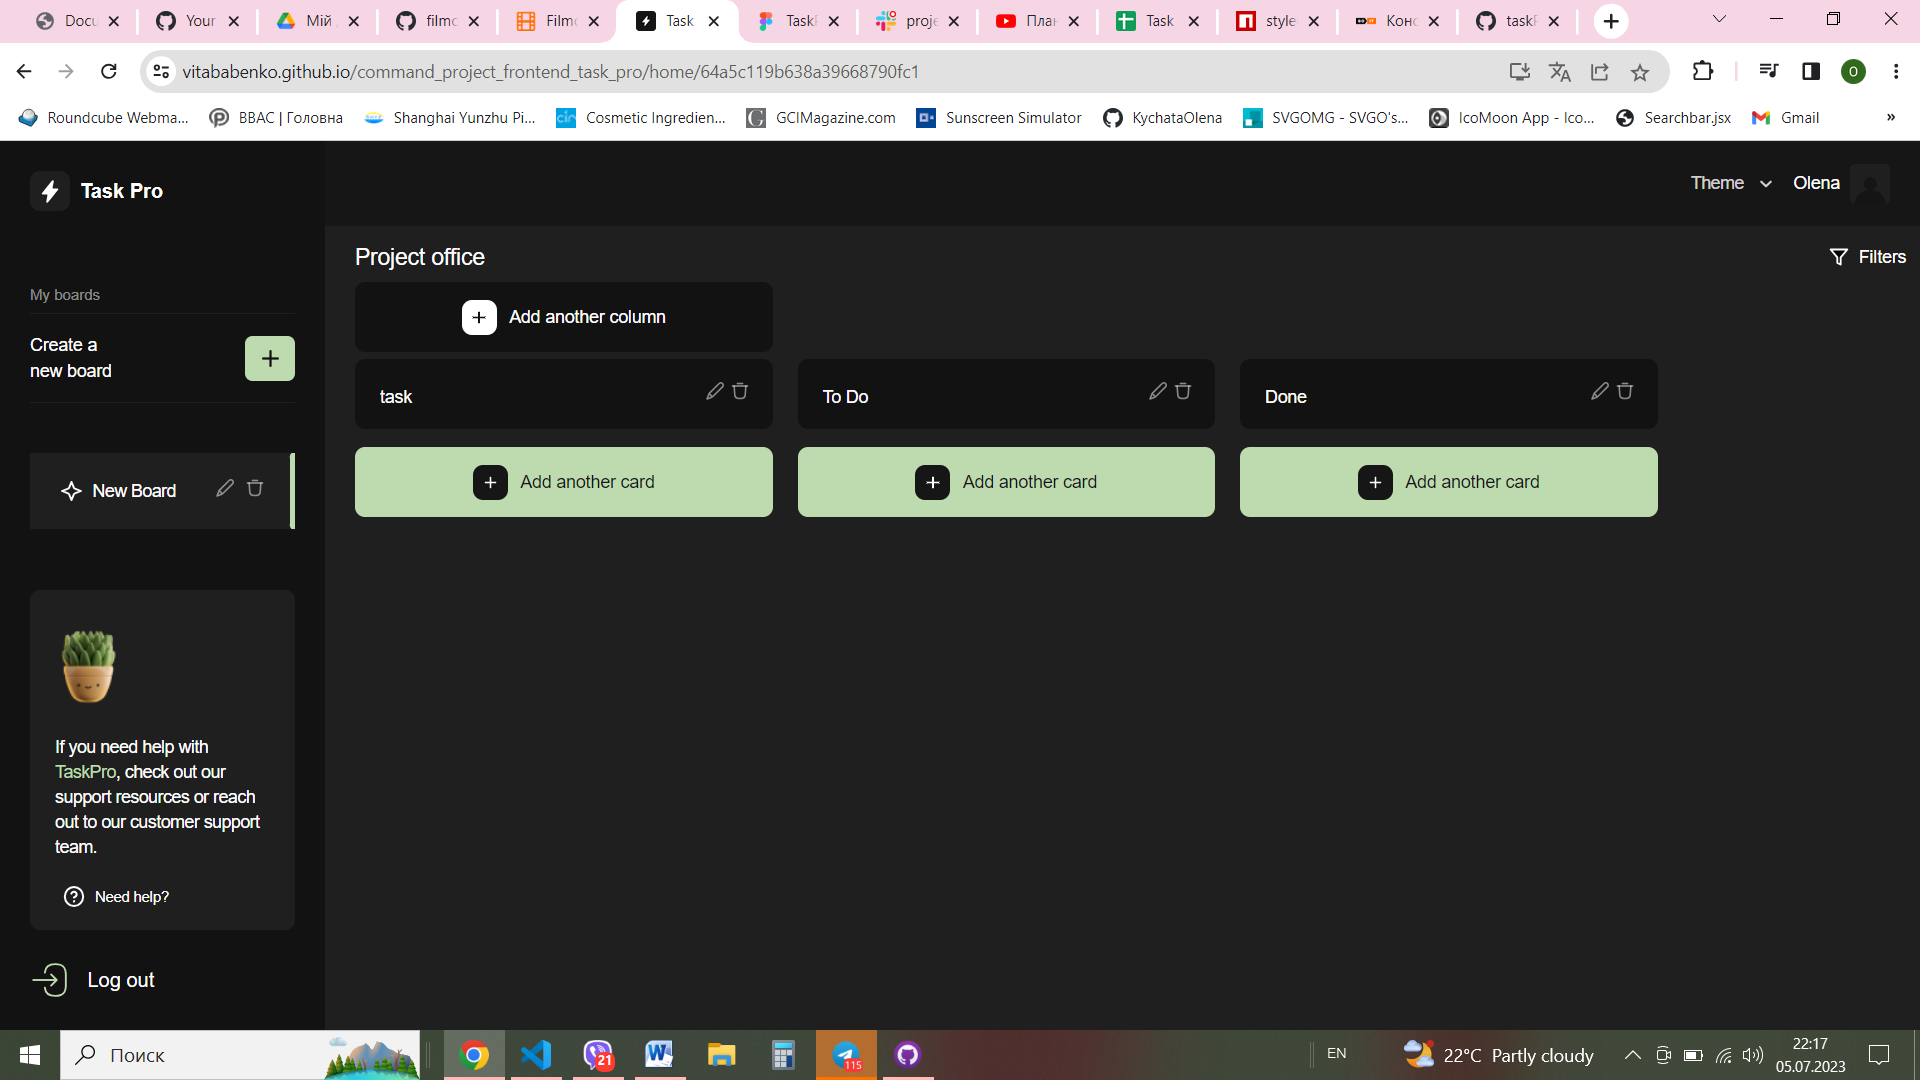 Docu
Your
Мій
filmo
Filmo
Task
Task
proje
План
Task
style
Конс
task
vitababenko.github.io/command_project_frontend_task_pro/home/64a5c119b638a39668790fc1
O
Roundcube Webma...
BBAC | Головна
Shanghai Yunzhu Pi...
Cosmetic Ingredien...
GCIMagazine.com
Sunscreen Simulator
KychataOlena
SVGOMG - SVGO's...
IcoMoon App - Ico...
Searchbar.jsx
Gmail
»
Task Pro
Theme
Olena
Project office
Filters
My boards
Add another column
Create a
new board
task
To Do
Done
Add another card
Add another card
Add another card
New Board
If you need help with
TaskPro, check out our
support resources or reach
out to our customer support
team.
Need help?
Log out
Поиск
21
115
EN
22°C Partly cloudy
22:17
05.07.2023